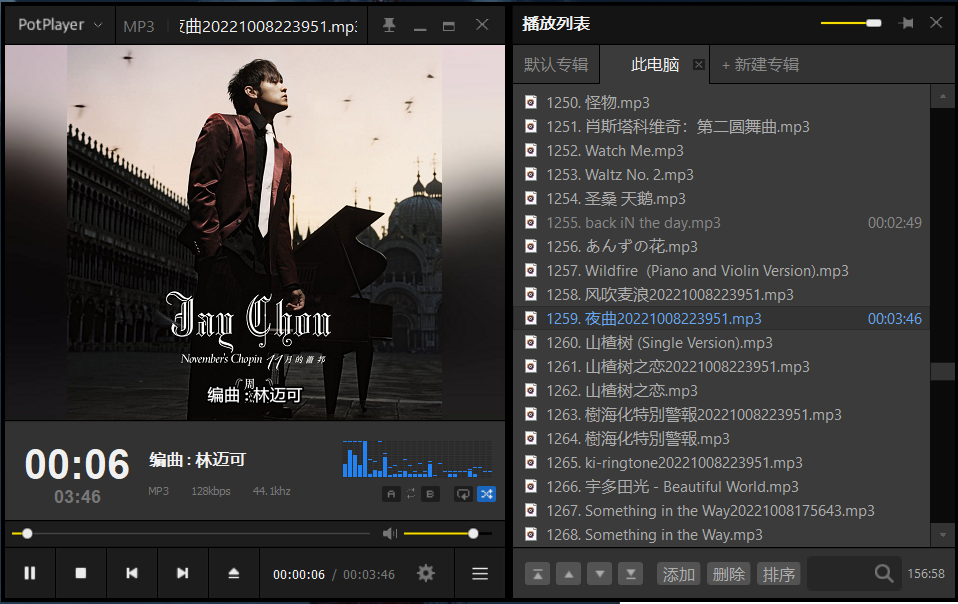 PotPlayer
MP3
夜曲20221008223951.mp3
Jay Chou
November's Chopin 11月的蕭邦
周
编曲 : 林迈可
00:06
03:46
编曲 : 林迈可
MP3 128kbps 44.1khz
A B
00:00:06 / 00:03:46
播放列表
默认专辑
此电脑
+ 新建专辑
1250. 怪物.mp3
1251. 肖斯塔科维奇：第二圆舞曲.mp3
1252. Watch Me.mp3
1253. Waltz No. 2.mp3
1254. 圣桑 天鹅.mp3
1255. back iN the day.mp3 00:02:49
1256. あんずの花.mp3
1257. Wildfire  (Piano and Violin Version).mp3
1258. 风吹麦浪20221008223951.mp3
1259. 夜曲20221008223951.mp3 00:03:46
1260. 山楂树 (Single Version).mp3
1261. 山楂树之恋20221008223951.mp3
1262. 山楂树之恋.mp3
1263. 樹海化特別警報20221008223951.mp3
1264. 樹海化特別警報.mp3
1265. ki-ringtone20221008223951.mp3
1266. 宇多田光 - Beautiful World.mp3
1267. Something in the Way20221008175643.mp3
1268. Something in the Way.mp3
添加 删除 排序
156:58